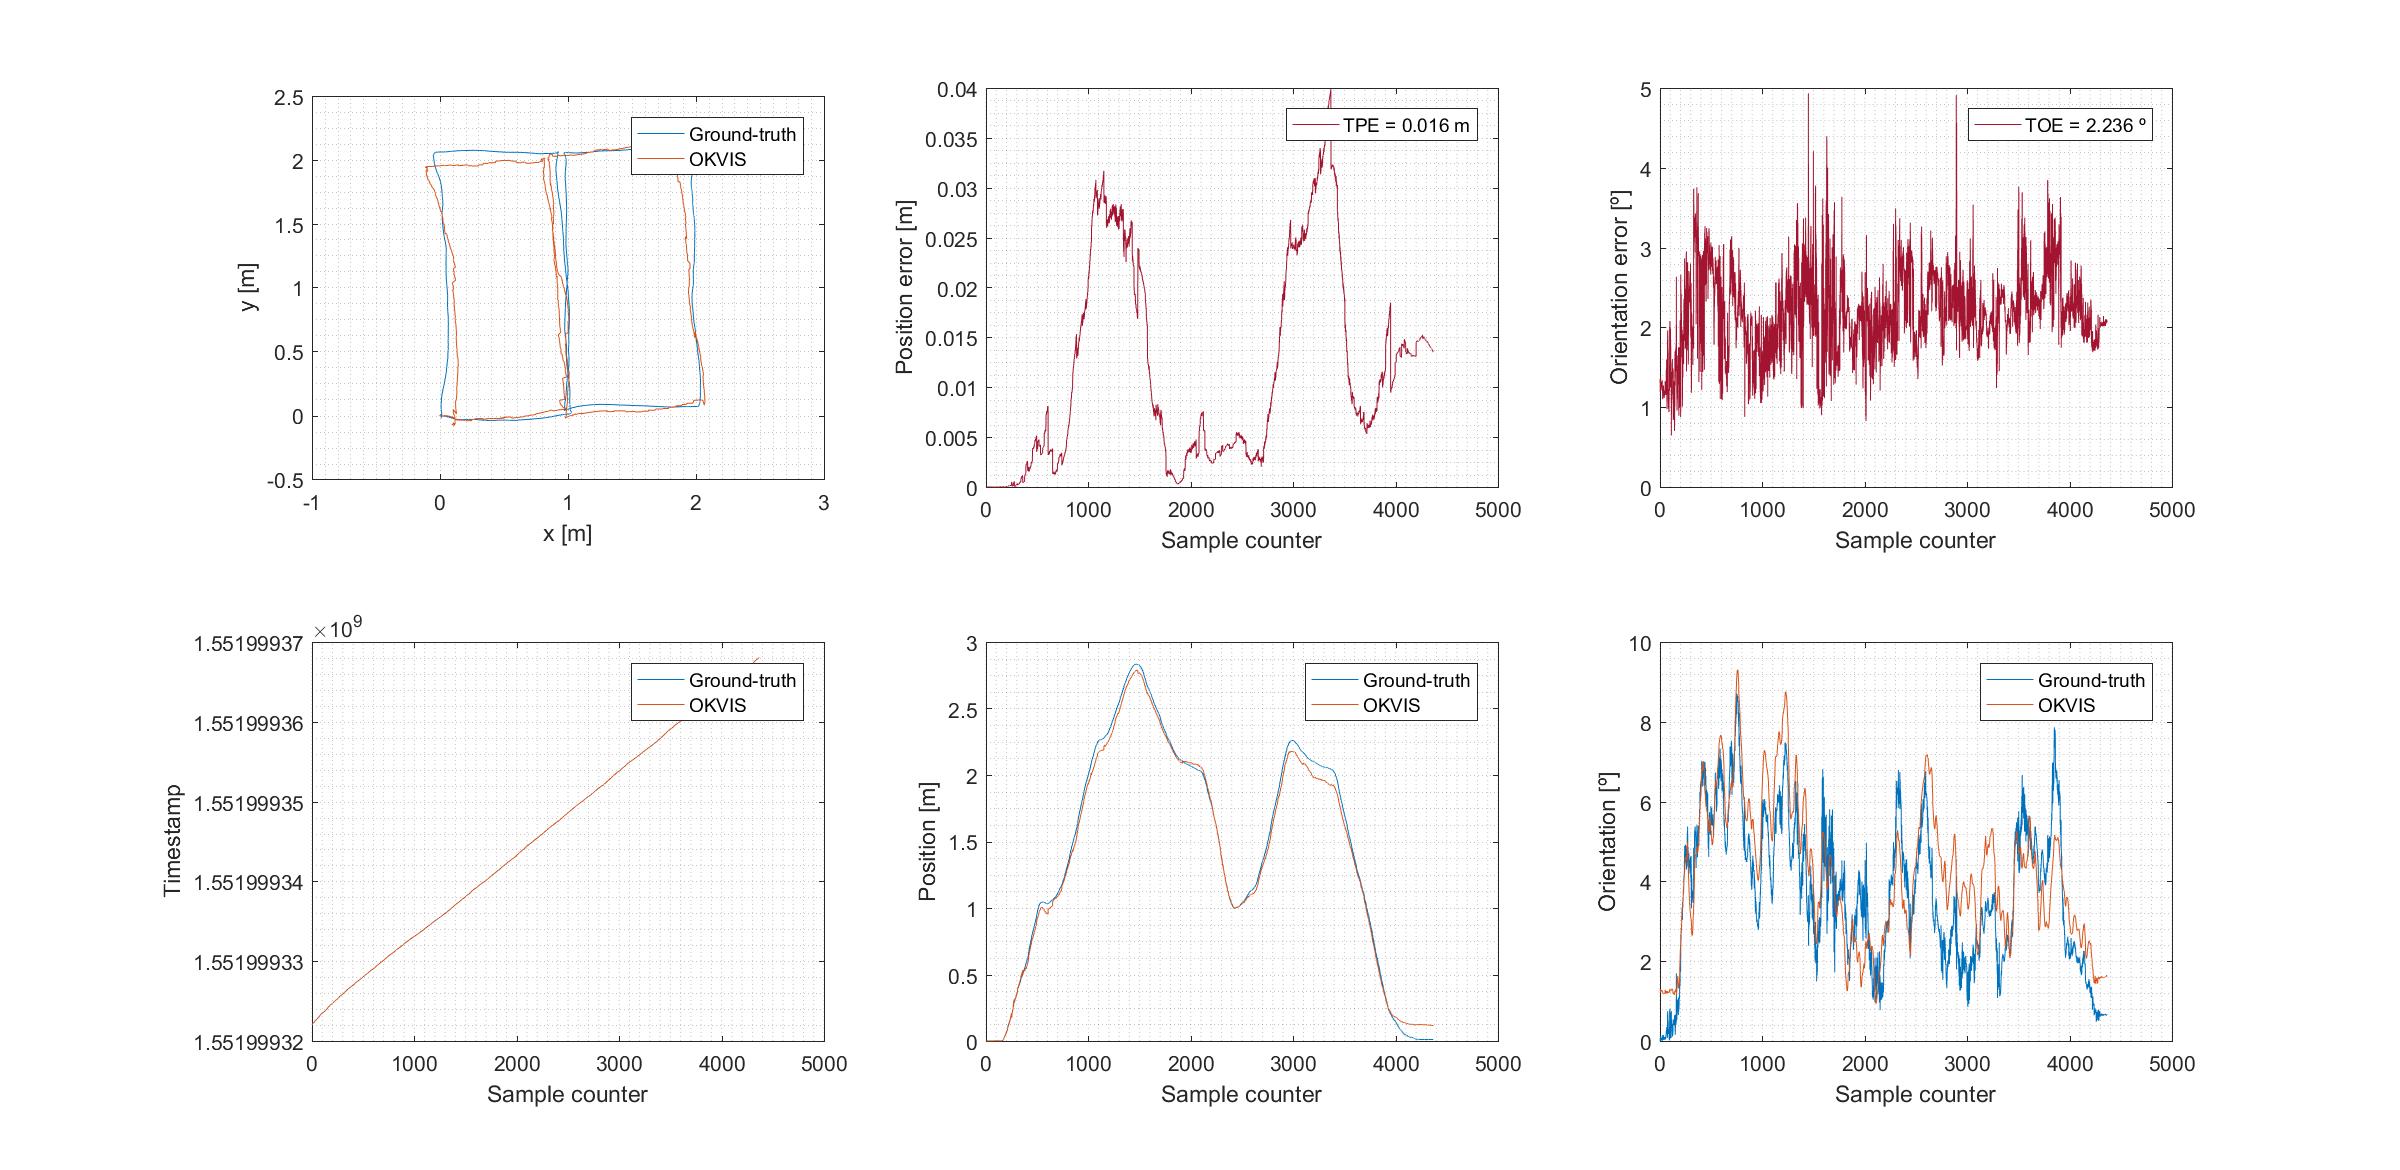 2.5
2
1.5
1
0.5
0
-0.5
-1 0 1 2 3
y [m]
x [m]
Ground-truth
OKVIS
0.04
0.035
0.03
0.025
0.02
0.015
0.01
0.005
0
0 1000 2000 3000 4000 5000
Position error [m]
Sample counter
TPE = 0.016 m
5
4
3
2
1
0
0 1000 2000 3000 4000 5000
Orientation error [º]
Sample counter
TOE = 2.236 º
×10⁹
1.55199937
1.55199936
1.55199935
1.55199934
1.55199933
1.55199932
0 1000 2000 3000 4000 5000
Timestamp
Sample counter
Ground-truth
OKVIS
3
2.5
2
1.5
1
0.5
0
0 1000 2000 3000 4000 5000
Position [m]
Sample counter
Ground-truth
OKVIS
10
8
6
4
2
0
0 1000 2000 3000 4000 5000
Orientation [º]
Sample counter
Ground-truth
OKVIS